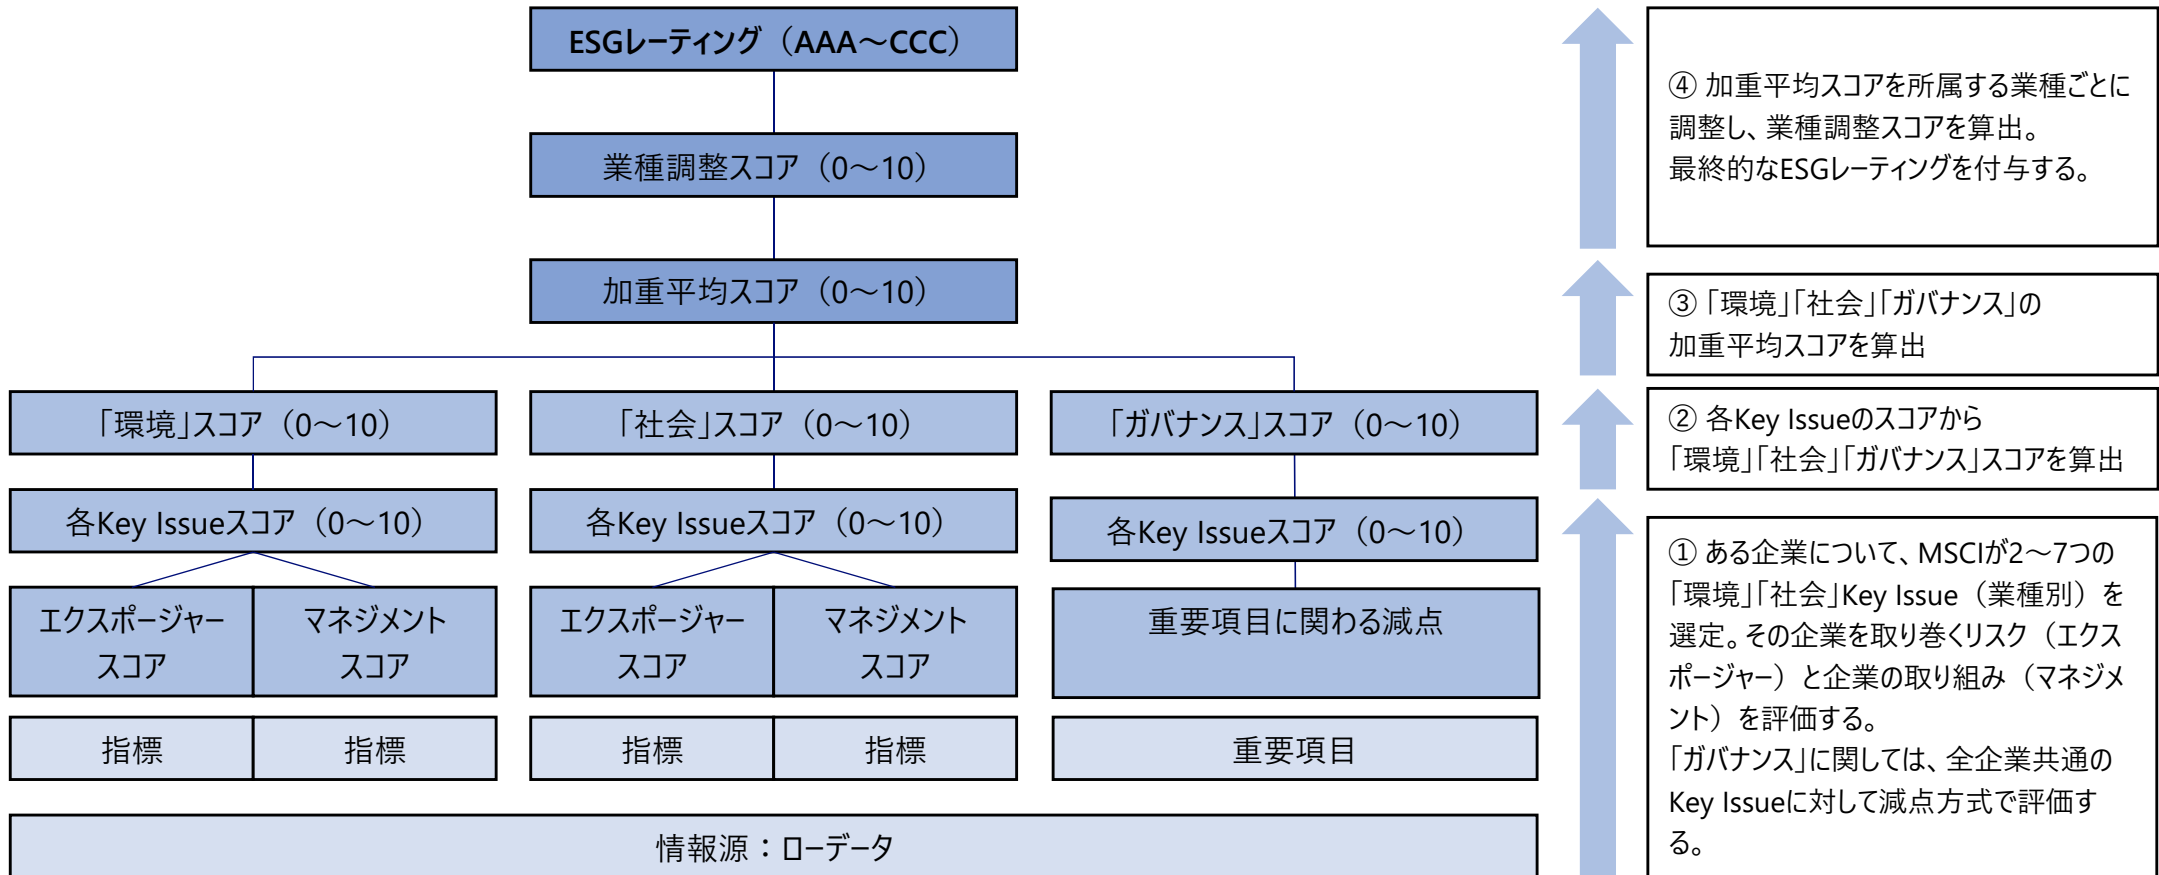 ESGレーティング（AAA～CCC）
業種調整スコア（0～10）
加重平均スコア（0～10）
「環境」スコア（0～10）
「社会」スコア（0～10）
「ガバナンス」スコア（0～10）
各Key Issueスコア（0～10）
各Key Issueスコア（0～10）
各Key Issueスコア（0～10）
エクスポージャー
スコア
マネジメント
スコア
エクスポージャー
スコア
マネジメント
スコア
重要項目に関わる減点
指標
指標
指標
指標
重要項目
情報源：ローデータ
④ 加重平均スコアを所属する業種ごとに
調整し、業種調整スコアを算出。
最終的なESGレーティングを付与する。
③ 「環境」「社会」「ガバナンス」の
加重平均スコアを算出
② 各Key Issueのスコアから
「環境」「社会」「ガバナンス」スコアを算出
① ある企業について、MSCIが2～7つの
「環境」「社会」Key Issue（業種別）を
選定。その企業を取り巻くリスク（エクス
ポージャー）と企業の取り組み（マネジメ
ント）を評価する。
「ガバナンス」に関しては、全企業共通の
Key Issueに対して減点方式で評価す
る。